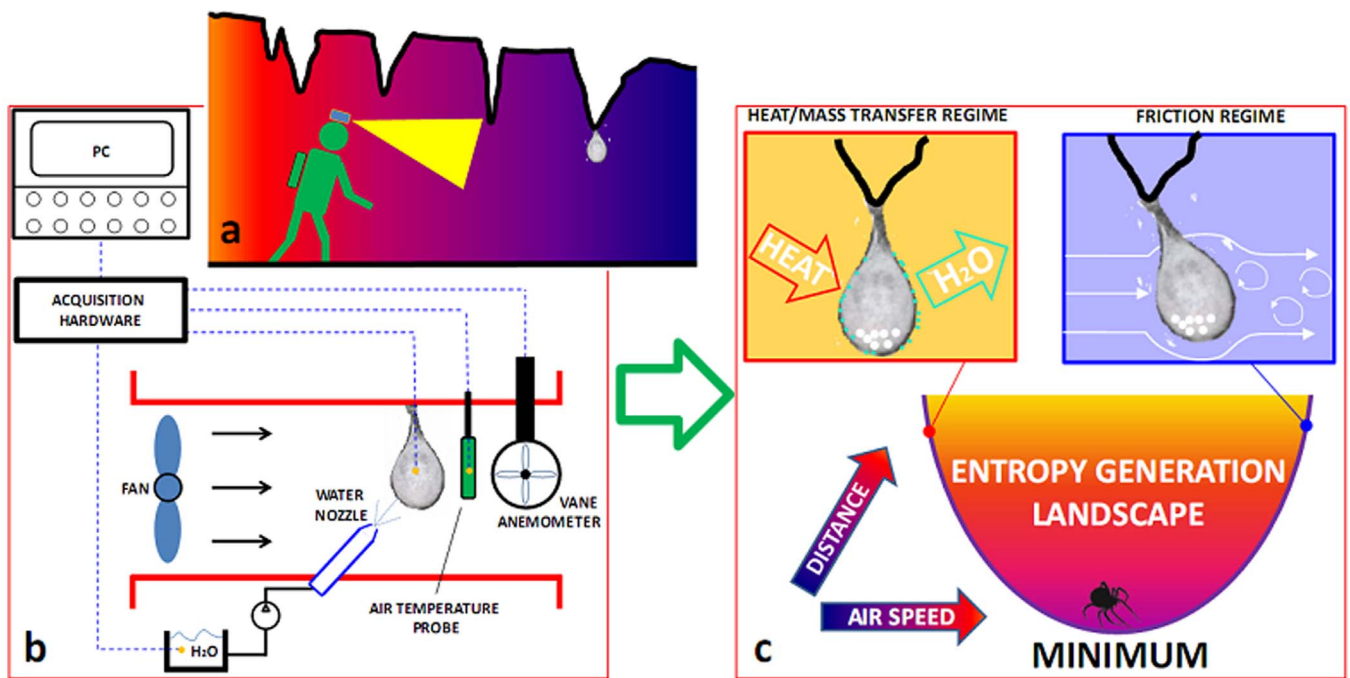 a
PC
ACQUISITION
HARDWARE
FAN
WATER
NOZZLE
VANE
ANEMOMETER
AIR TEMPERATURE
PROBE
H₂O
b
HEAT/MASS TRANSFER REGIME
FRICTION REGIME
HEAT
H₂O
ENTROPY GENERATION
LANDSCAPE
DISTANCE
AIR SPEED
MINIMUM
c